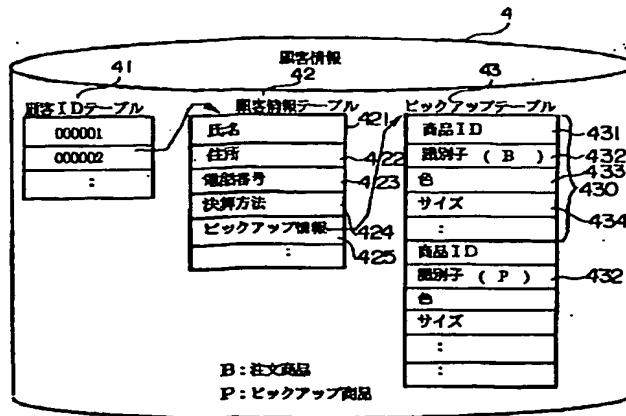 4
顧客情報
41
42
43
顧客IDテーブル
顧客情報テーブル
ピックアップテーブル
000001
000002
:
氏名
421
住所
422
電話番号
423
決算方法
424
ピックアップ情報
425
:
商品ID
431
識別子 ( B )
432
色
433
430
サイズ
434
:
商品ID
識別子 ( P )
432
色
サイズ
:
:
B:注文商品
P:ピックアップ商品